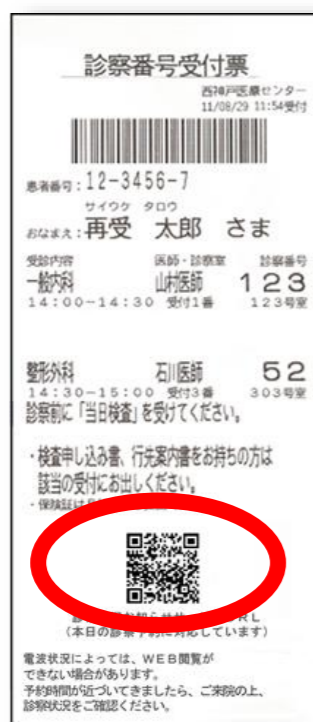 診察番号受付票
西神戸医療センター
11/08/29 11:54受付
患者番号:12-3456-7
サイウケ タロウ
おなまえ:再受 太郎 さま
受診内容 医師・診察室 診察番号
一般内科 山村医師 123
14:00-14:30 受付1番 123号室
整形外科 石川医師 52
14:30-15:00 受付3番 303号室
診察前に「当日検査」を受けてください。
・検査申し込み書、行先案内書をお持ちの方は
該当の受付にお出しください。
・保険証は
(本日の診察予約に対応しています)
電波状況によっては、WEB閲覧が
できない場合があります。
予約時間が近づいてきましたら、ご来院の上、
診察状況をご確認ください。